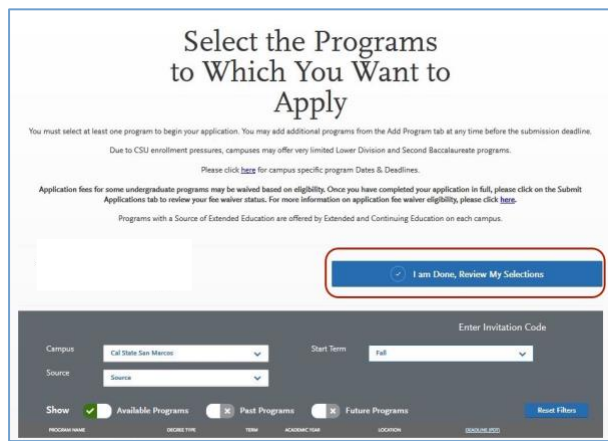 Select the Programs
to Which You Want to
Apply
You must select at least one program to begin your application. You may add additional programs from the Add Program tab at any time before the submission deadline.
Due to CSU enrollment pressures, campuses may offer very limited Lower Division and Second Baccalaureate programs.
Please click here for campus specific program Dates & Deadlines.
Application fees for some undergraduate programs may be waived based on eligibility. Once you have completed your application in full, please click on the Submit
Applications tab to review your fee waiver status. For more information on application fee waiver eligibility, please click here.
Programs with a Source of Extended Education are offered by Extended and Continuing Education on each campus.
I am Done, Review My Selections
Enter Invitation Code
Campus Cal State San Marcos Start Term Fall
Source Source
Show Available Programs Past Programs Future Programs Reset Filters
PROGRAM NAME DEGREE TYPE TERM ACADEMIC YEAR LOCATION DEADLINE (PDT)